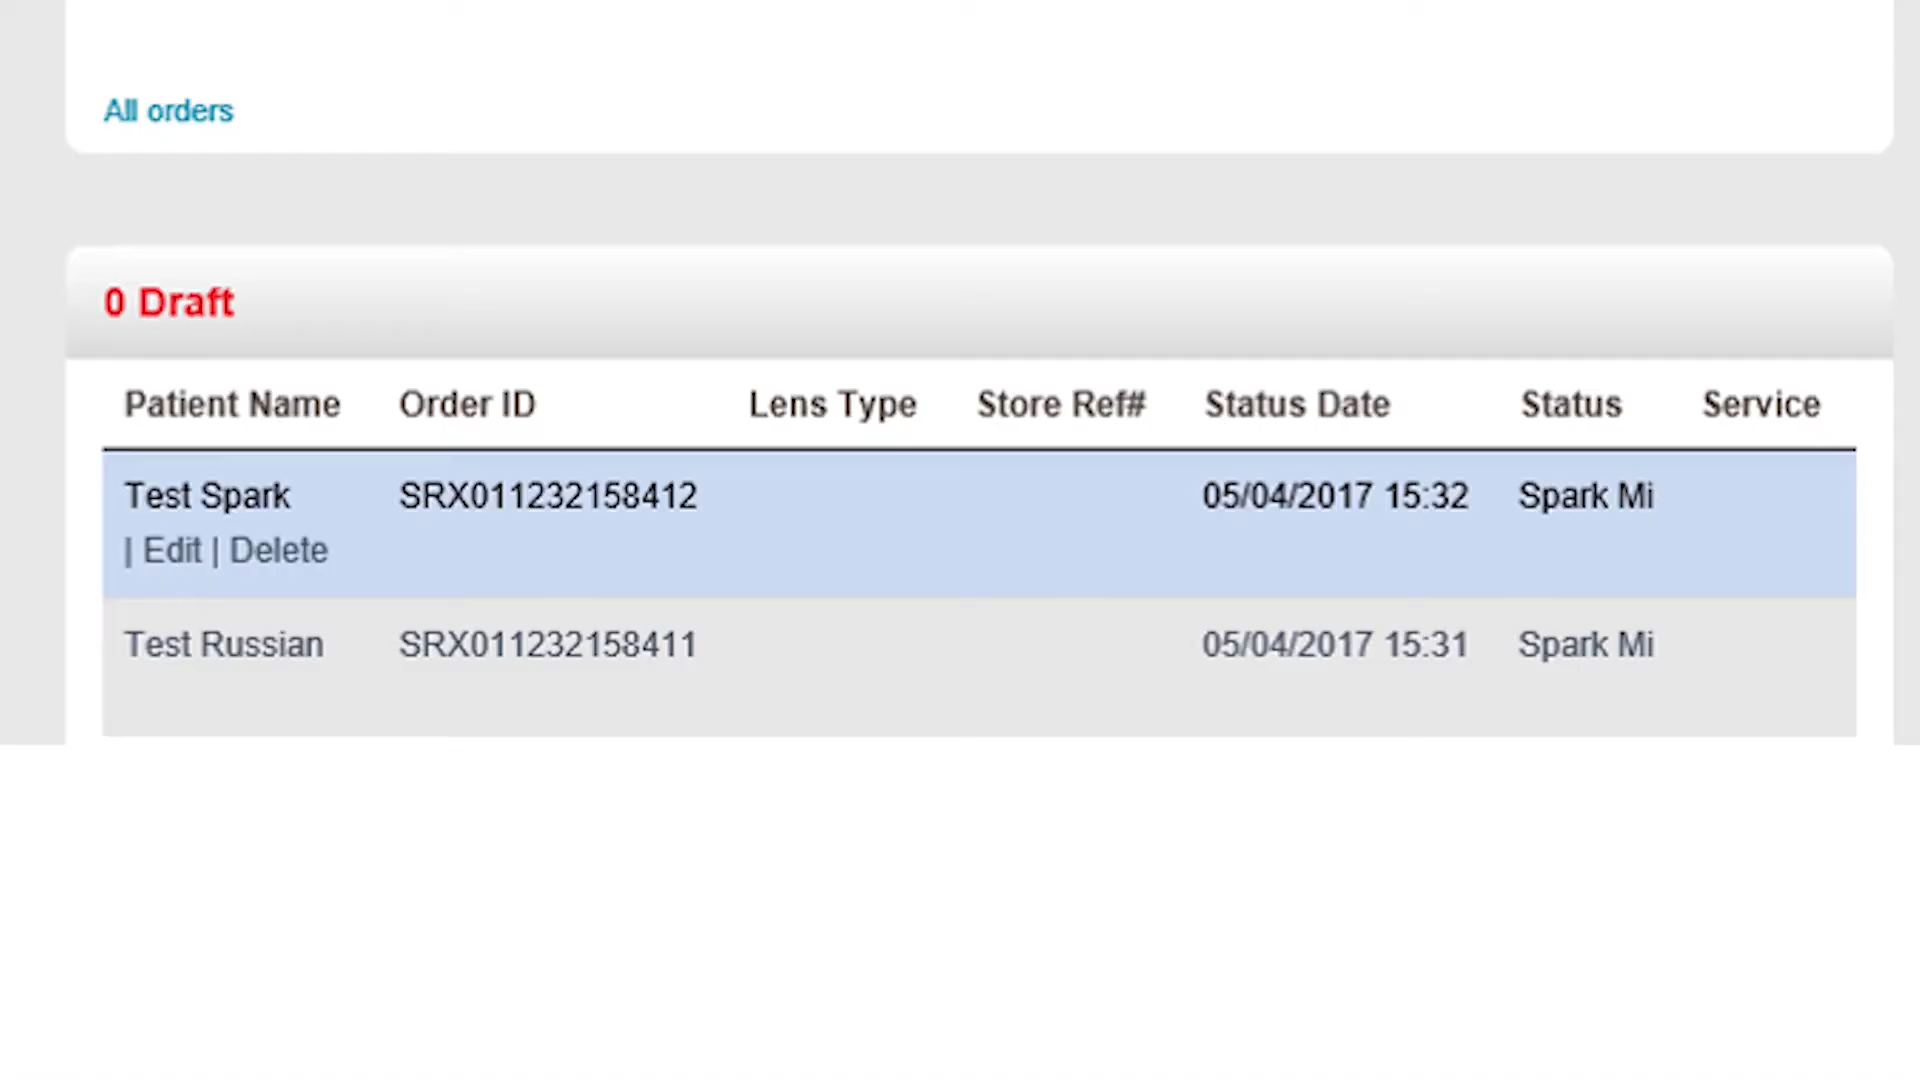 All orders
0 Draft
Patient Name Order ID Lens Type Store Ref# Status Date Status Service
Test Spark SRX011232158412 05/04/2017 15:32 Spark Mi
| Edit | Delete
Test Russian SRX011232158411 05/04/2017 15:31 Spark Mi